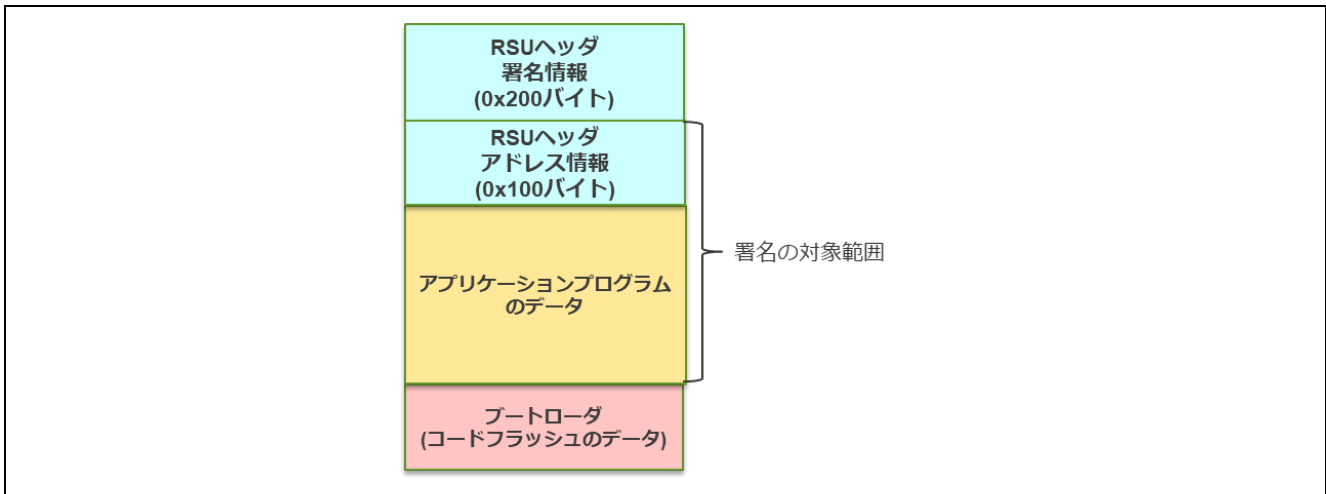 RSUヘッダ
署名情報
(0x200バイト)
RSUヘッダ
アドレス情報
(0x100バイト)
署名の対象範囲
アプリケーションプログラム
のデータ
ブートローダ
(コードフラッシュのデータ)